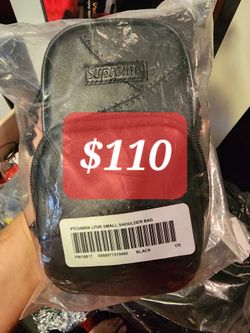 Supreme
$110
PTCHWRK LTHR SMALL SHOULDER BAG
BLACK
OS